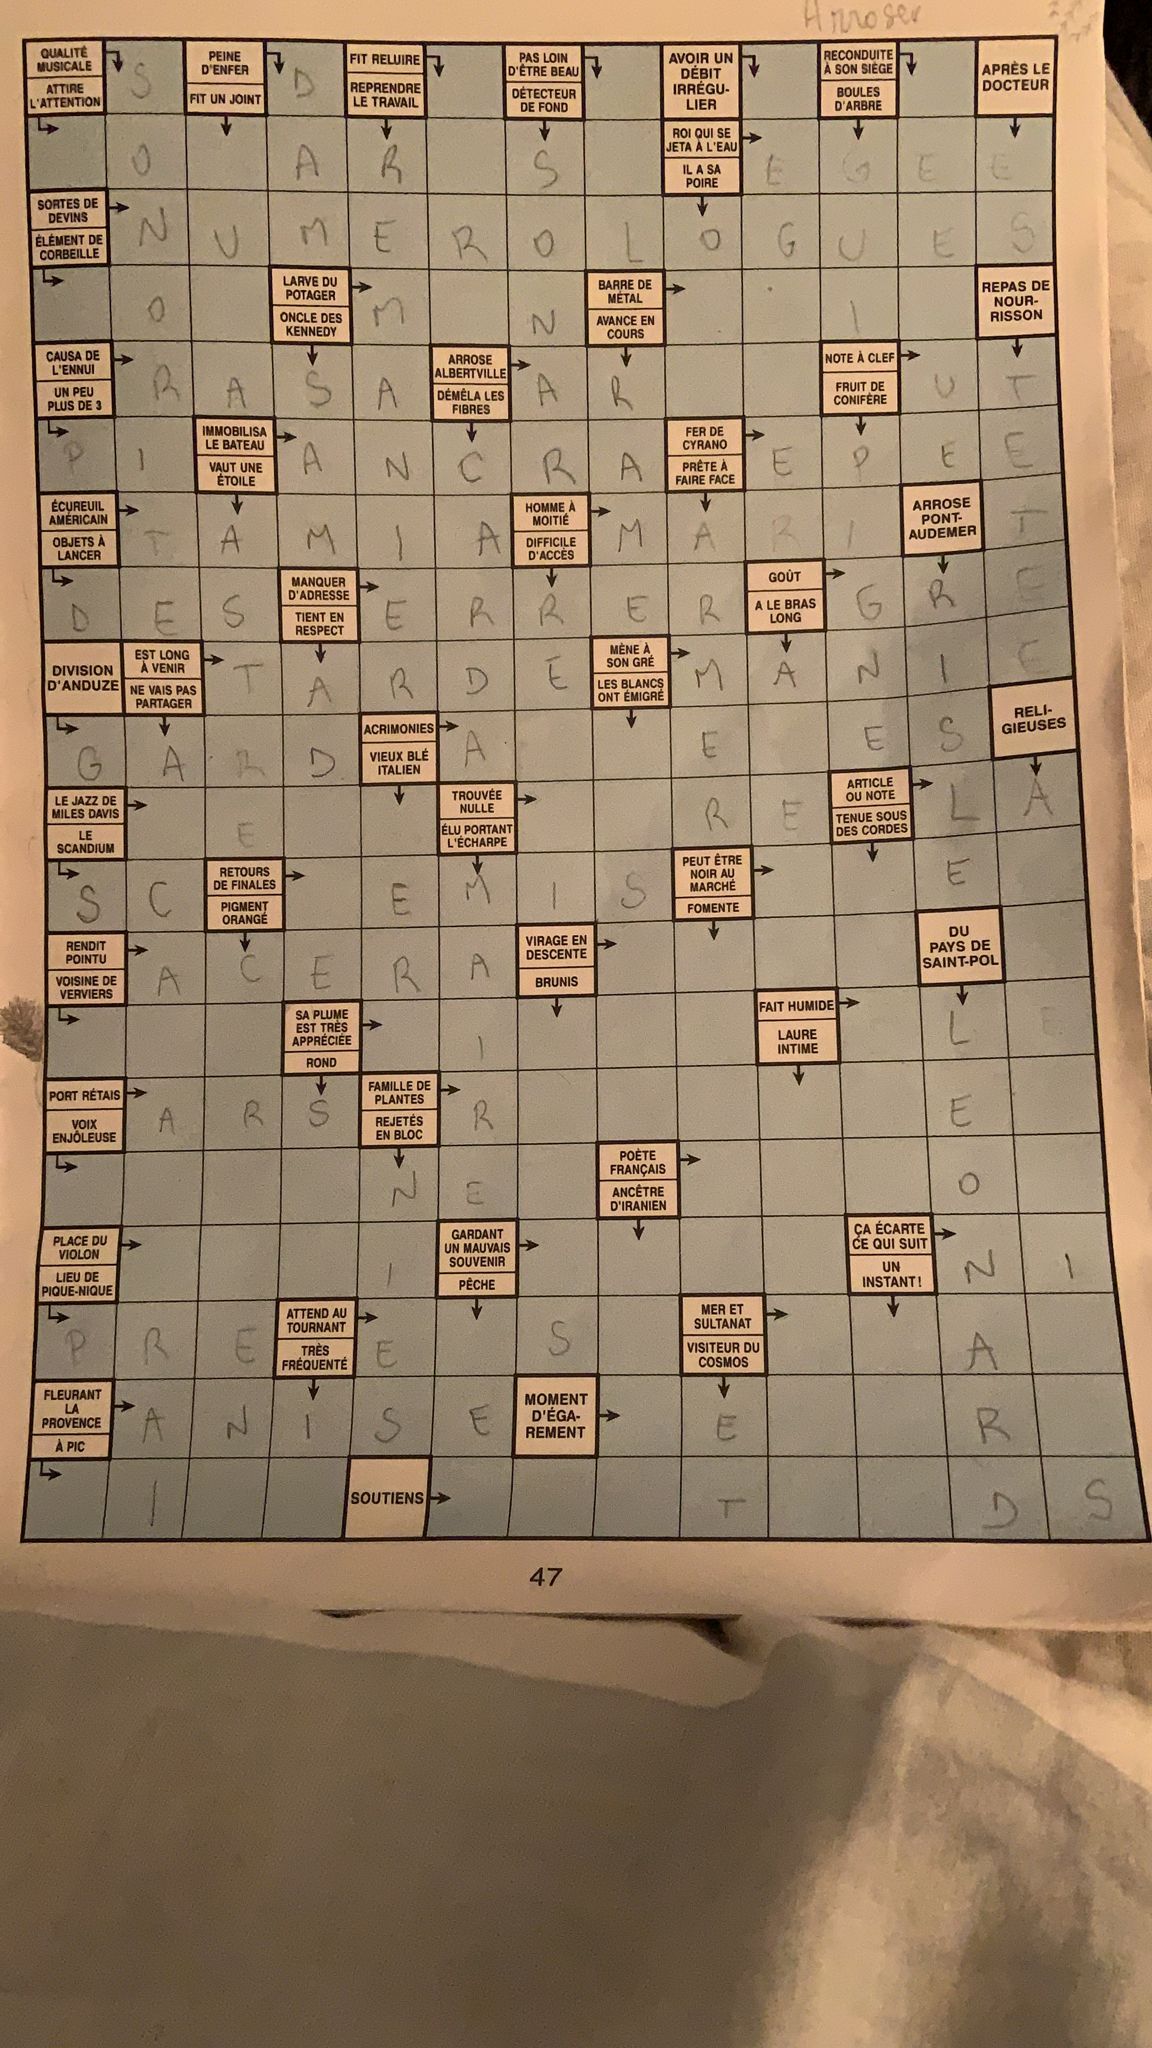 Arroser
QUALITÉ MUSICALE
ATTIRE L'ATTENTION
S
PEINE D'ENFER
FIT UN JOINT
D
FIT RELUIRE
REPRENDRE LE TRAVAIL
PAS LOIN D'ÊTRE BEAU
DÉTECTEUR DE FOND
AVOIR UN DÉBIT IRRÉGU-LIER
RECONDUITE À SON SIÈGE
BOULES D'ARBRE
APRÈS LE DOCTEUR
O A R S
ROI QUI SE JETA À L'EAU
IL A SA POIRE
E G E E
SORTES DE DEVINS
ÉLÉMENT DE CORBEILLE
N U M E R O L O G U E S
O
LARVE DU POTAGER
ONCLE DES KENNEDY
M N
BARRE DE MÉTAL
AVANCE EN COURS
I
REPAS DE NOUR-RISSON
CAUSA DE L'ENNUI
UN PEU PLUS DE 3
R A S A
ARROSE ALBERTVILLE
DÉMÊLA LES FIBRES
A R
NOTE À CLEF
FRUIT DE CONIFÈRE
U T
P I
IMMOBILISA LE BATEAU
VAUT UNE ÉTOILE
A N C R A
FER DE CYRANO
PRÊTE À FAIRE FACE
E P E E
ÉCUREUIL AMÉRICAIN
OBJETS À LANCER
T A M I A
HOMME À MOITIÉ
DIFFICILE D'ACCÈS
M A R I
ARROSE PONT-AUDEMER
T
D E S
MANQUER D'ADRESSE
TIENT EN RESPECT
E R R E R
GOÛT
A LE BRAS LONG
G R E
DIVISION D'ANDUZE
EST LONG À VENIR
NE VAIS PAS PARTAGER
T A R D E
MÈNE À SON GRÉ
LES BLANCS ONT ÉMIGRÉ
M A N I E
G A R D
ACRIMONIES
VIEUX BLÉ ITALIEN
A E E S
RELI-GIEUSES
LE JAZZ DE MILES DAVIS
LE SCANDIUM
E
TROUVÉE NULLE
ÉLU PORTANT L'ÉCHARPE
R E
ARTICLE OU NOTE
TENUE SOUS DES CORDES
L A
S C
RETOURS DE FINALES
PIGMENT ORANGÉ
E M I S
PEUT ÊTRE NOIR AU MARCHÉ
FOMENTE
E
RENDIT POINTU
VOISINE DE VERVIERS
A C E R A
VIRAGE EN DESCENTE
BRUNIS
DU PAYS DE SAINT-POL
SA PLUME EST TRÈS APPRÉCIÉE
ROND
I
FAIT HUMIDE
LAURE INTIME
L E
PORT RÉTAIS
VOIX ENJÔLEUSE
A R S
FAMILLE DE PLANTES
REJETÉS EN BLOC
R E
N E
POÈTE FRANÇAIS
ANCÊTRE D'IRANIEN
O
PLACE DU VIOLON
LIEU DE PIQUE-NIQUE
I
GARDANT UN MAUVAIS SOUVENIR
PÊCHE
ÇA ÉCARTE CE QUI SUIT
UN INSTANT !
N I
P R E
ATTEND AU TOURNANT
TRÈS FRÉQUENTÉ
E S
MER ET SULTANAT
VISITEUR DU COSMOS
A
FLEURANT LA PROVENCE
À PIC
A N I S E
MOMENT D'ÉGA-REMENT
E R
I
SOUTIENS
T D S
47